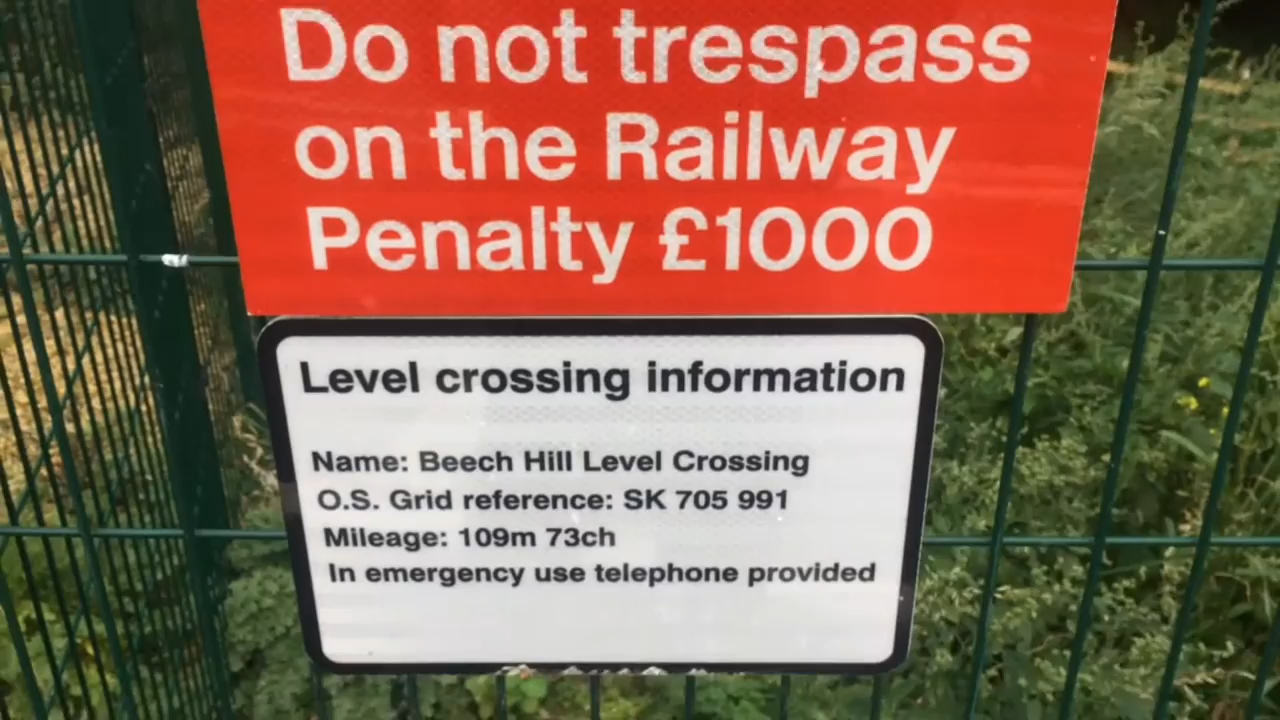 Do not trespass
on the Railway
Penalty £1000
Level crossing information
Name: Beech Hill Level Crossing
O.S. Grid reference: SK 705 991
Mileage: 109m 73ch
In emergency use telephone provided